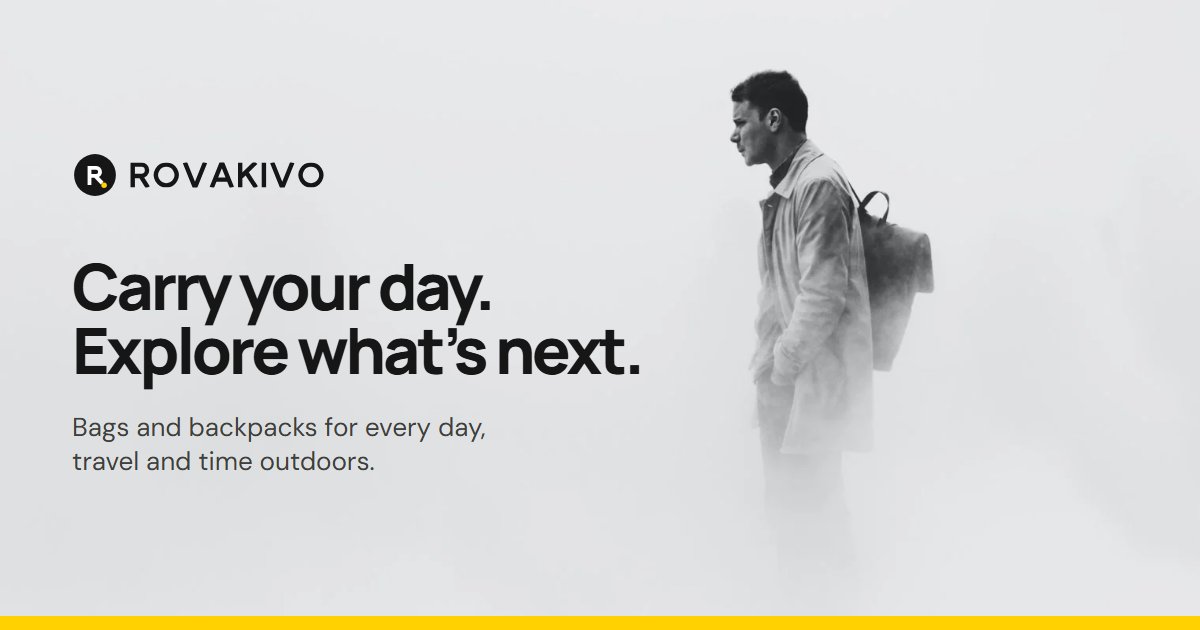 R
ROVAKIVO
Carry your day.
Explore what’s next.
Bags and backpacks for every day,
travel and time outdoors.